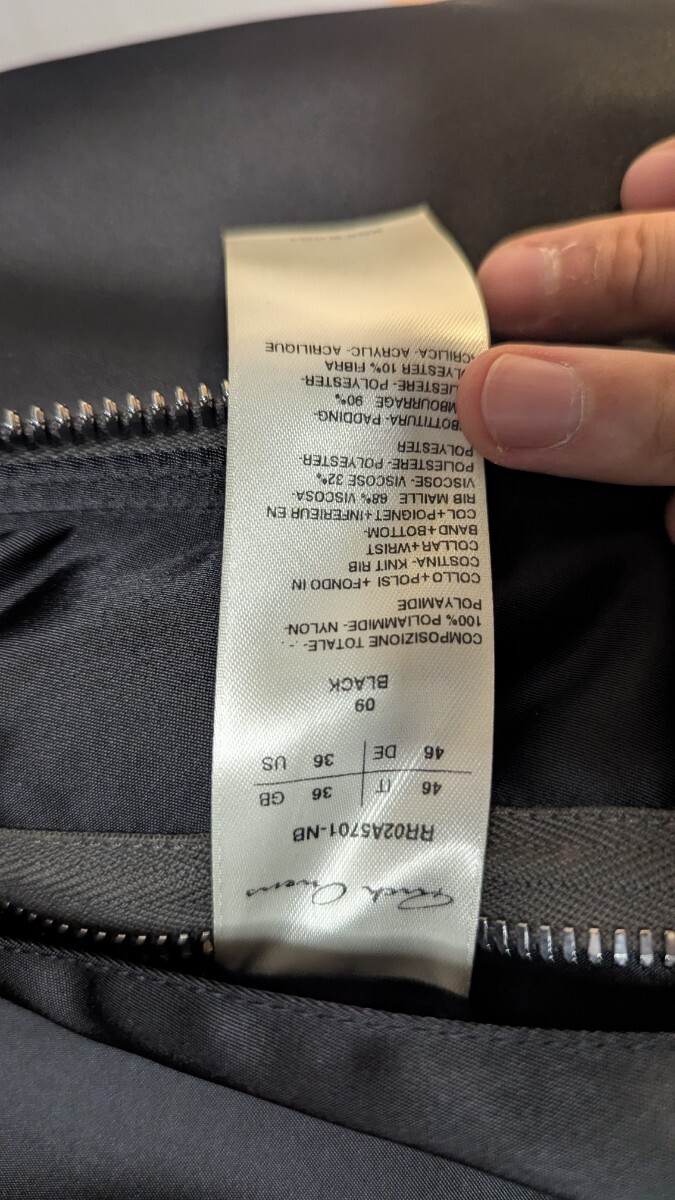 Rick Owens
RR02A5701-NB
46 IT 36 GB
46 DE 36 US
09
BLACK
COMPOSIZIONE TOTALE- - -
100% POLIAMMIDE- NYLON-
POLYAMIDE
COLLO+POLSI +FONDO IN
COSTINA- KNIT RIB
COLLAR+WRIST
BAND+BOTTOM-
COL+POIGNET+INFERIEUR EN
RIB MAILLE 68% VISCOSA-
VISCOSE- VISCOSE 32%
POLIESTERE- POLYESTER-
POLYESTER
BOTTITURA- PADDING-
MBOURRAGE 90%
LIESTERE- POLYESTER-
LYESTER 10% FIBRA
CRILICA- ACRYLIC- ACRILIQUE